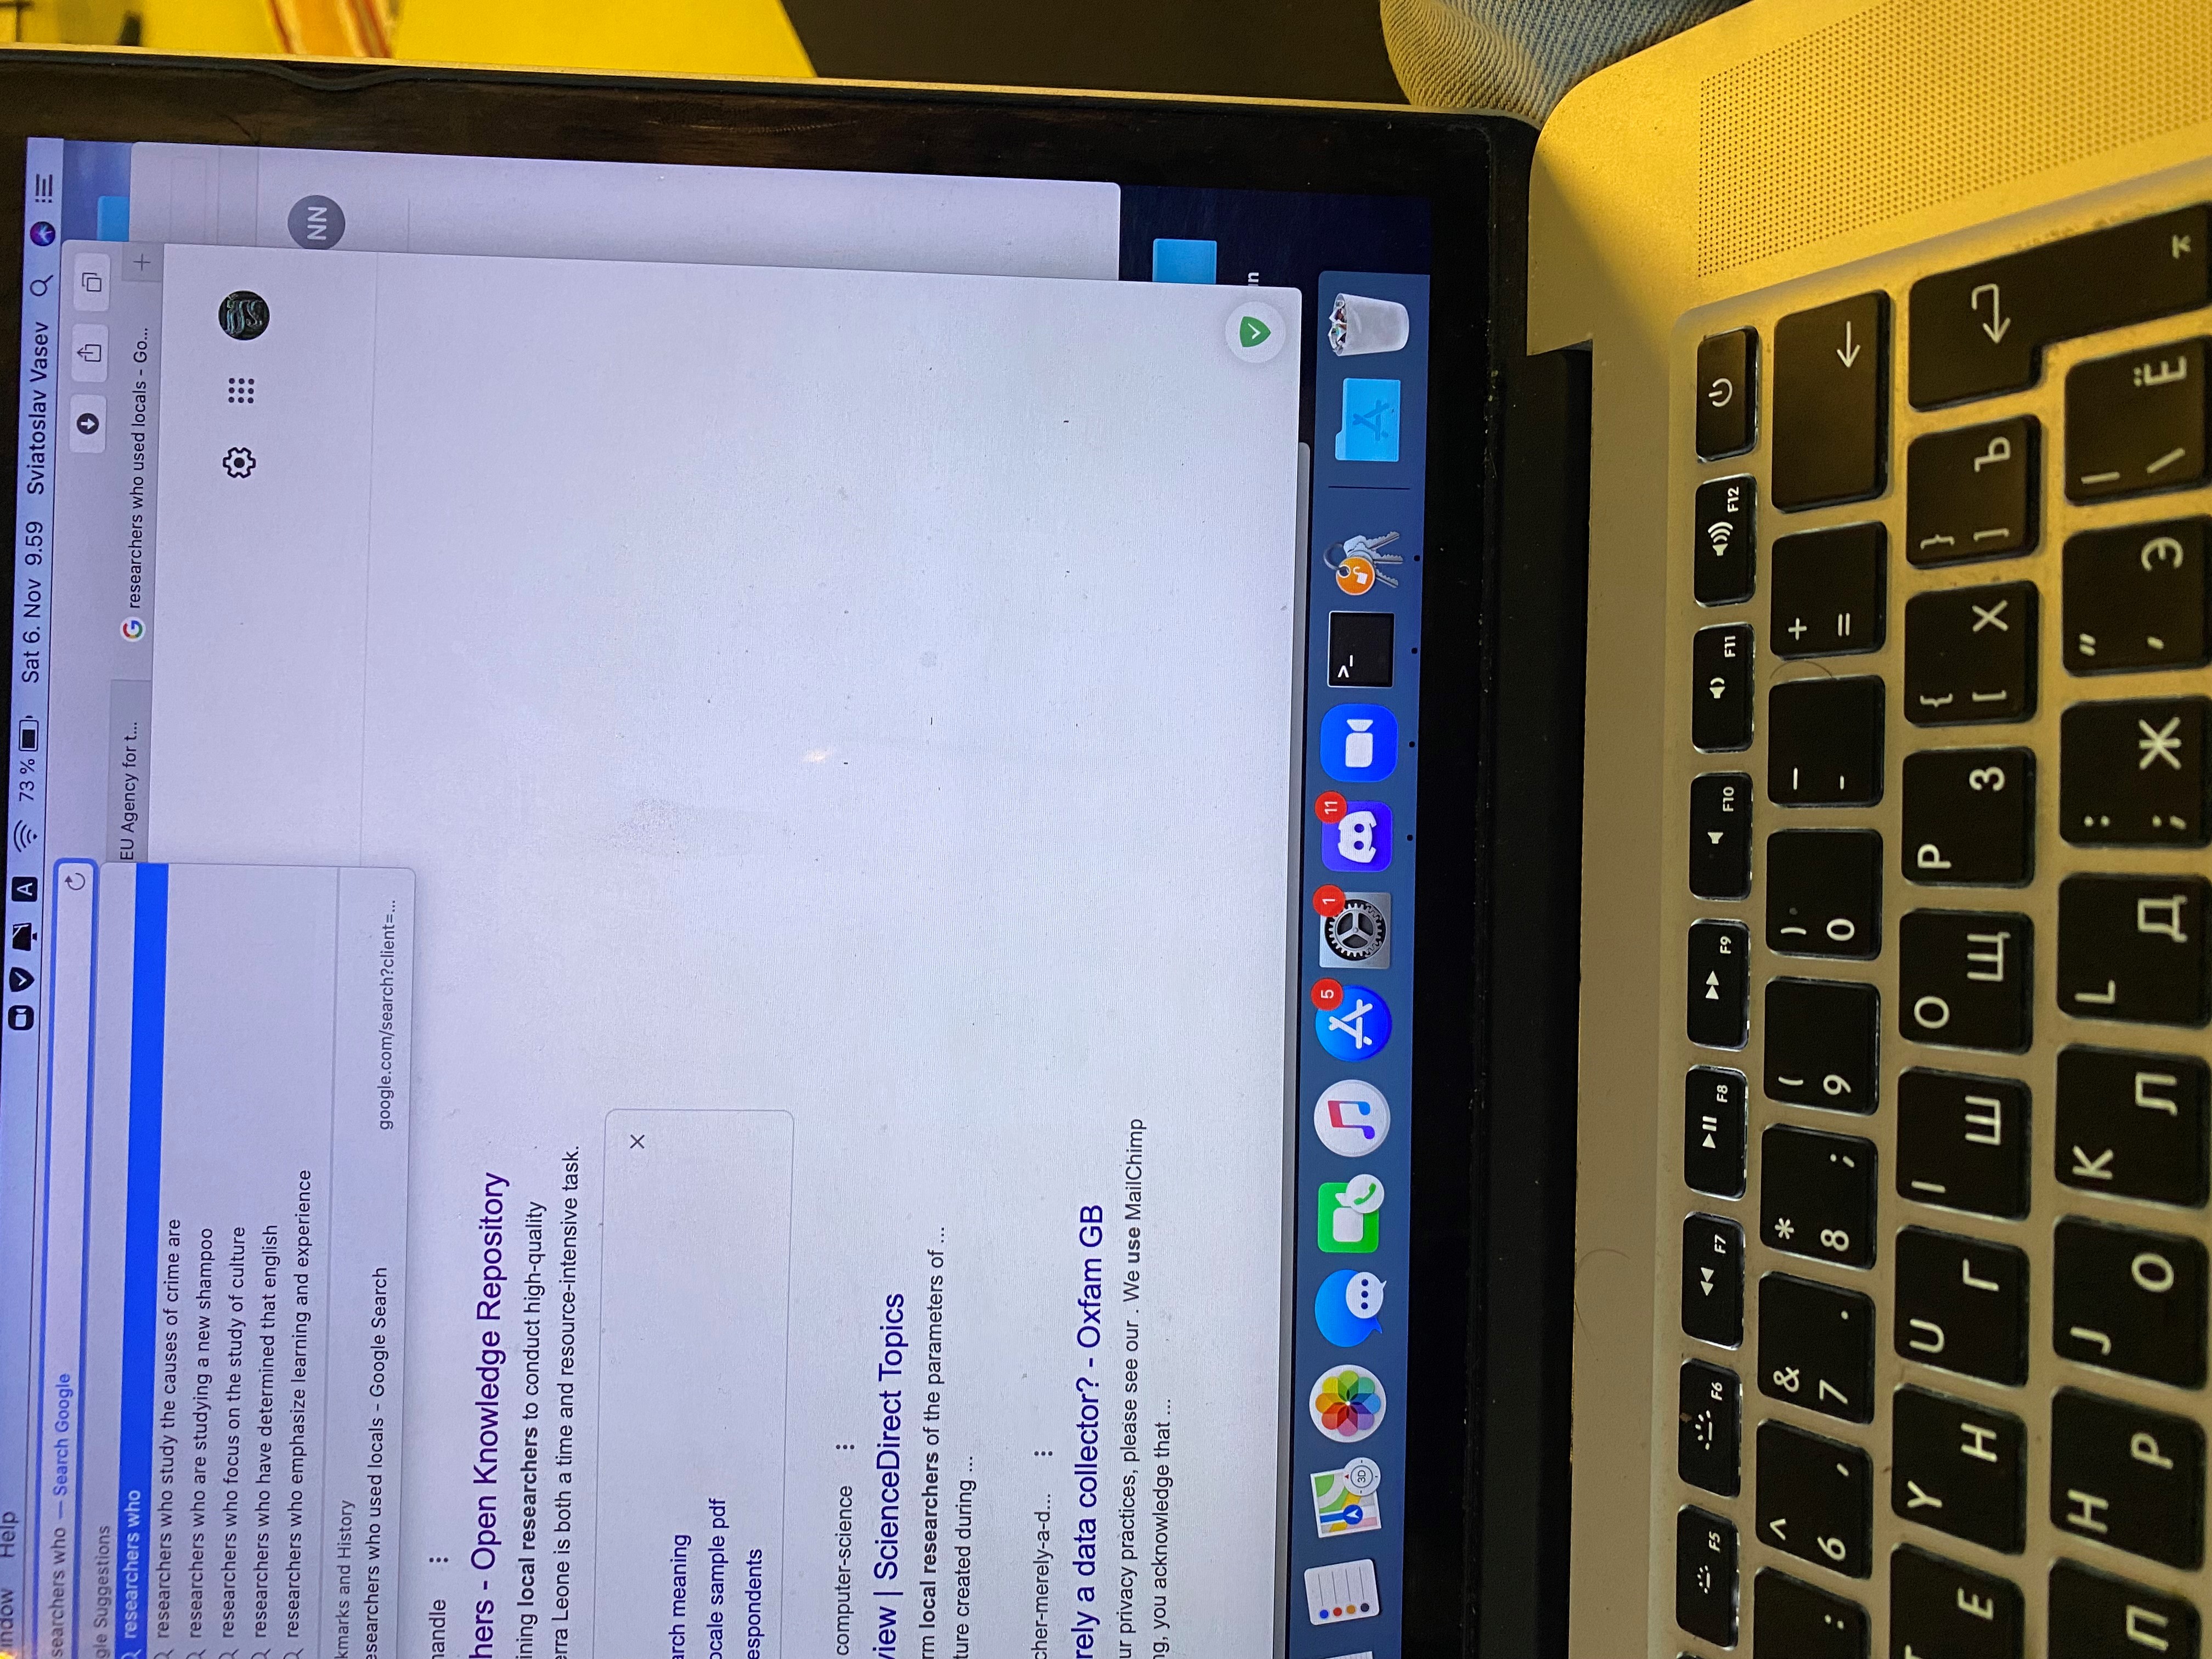 indow Help
A 73 % Sat 6. Nov 9.59 Sviatoslav Vasev
searchers who — Search Google
gle Suggestions
EU Agency for t...
researchers who used locals - Go...
researchers who
researchers who study the causes of crime are
researchers who are studying a new shampoo
researchers who focus on the study of culture
researchers who have determined that english
researchers who emphasize learning and experience
kmarks and History
esearchers who used locals - Google Search google.com/search?client=...
NN
handle
hers - Open Knowledge Repository
ining local researchers to conduct high-quality
erra Leone is both a time and resource-intensive task.
arch meaning
ocale sample pdf
espondents
computer-science
view | ScienceDirect Topics
rm local researchers of the parameters of ...
ture created during ...
cher-merely-a-d...
rely a data collector? - Oxfam GB
ur privacy practices, please see our . We use MailChimp
ng, you acknowledge that ...
n
3D
5
1
11
>_
F5 F6 F7 F8 F9 F10 F11 F12
: ^ 6 , & 7 . * 8 ; ( 9 ) 0 _ - + =
T E Y Н U Г I Ш O Щ P З { [ Х } ] Ъ
П H Р J О K Л L Д : ; Ж " ' Э | \ Ё